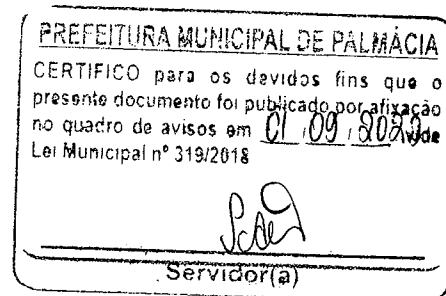 PREFEITURA MUNICIPAL DE PALMÁCIA
CERTIFICO para os devidos fins que o
presente documento foi publicado por afixação
no quadro de avisos em 01 / 09 / vide
Lei Municipal nº 319/2018
Servidor(a)